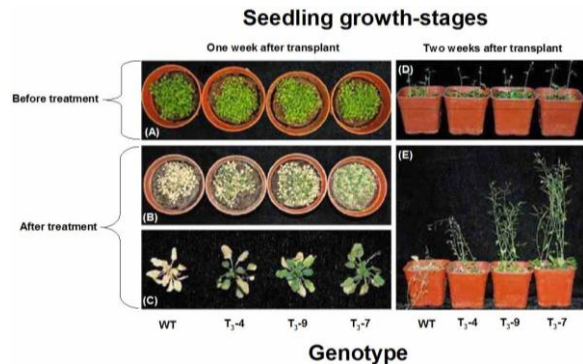 Seedling growth-stages
One week after transplant
Two weeks after transplant
Before treatment
(A)
(D)
After treatment
(B)
(E)
(C)
WT T3-4 T3-9 T3-7 WT T3-4 T3-9 T3-7
Genotype